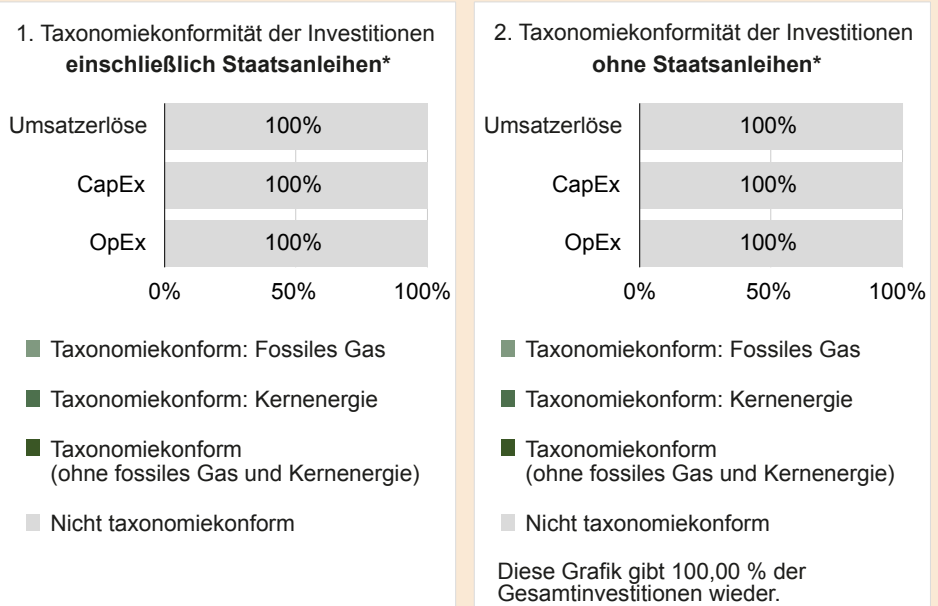 1. Taxonomiekonformität der Investitionen
einschließlich Staatsanleihen*
Umsatzerlöse
100%
CapEx
100%
OpEx
100%
0%
50%
100%
Taxonomiekonform: Fossiles Gas
Taxonomiekonform: Kernenergie
Taxonomiekonform
(ohne fossiles Gas und Kernenergie)
Nicht taxonomiekonform
2. Taxonomiekonformität der Investitionen
ohne Staatsanleihen*
Umsatzerlöse
100%
CapEx
100%
OpEx
100%
0%
50%
100%
Taxonomiekonform: Fossiles Gas
Taxonomiekonform: Kernenergie
Taxonomiekonform
(ohne fossiles Gas und Kernenergie)
Nicht taxonomiekonform
Diese Grafik gibt 100,00 % der
Gesamtinvestitionen wieder.